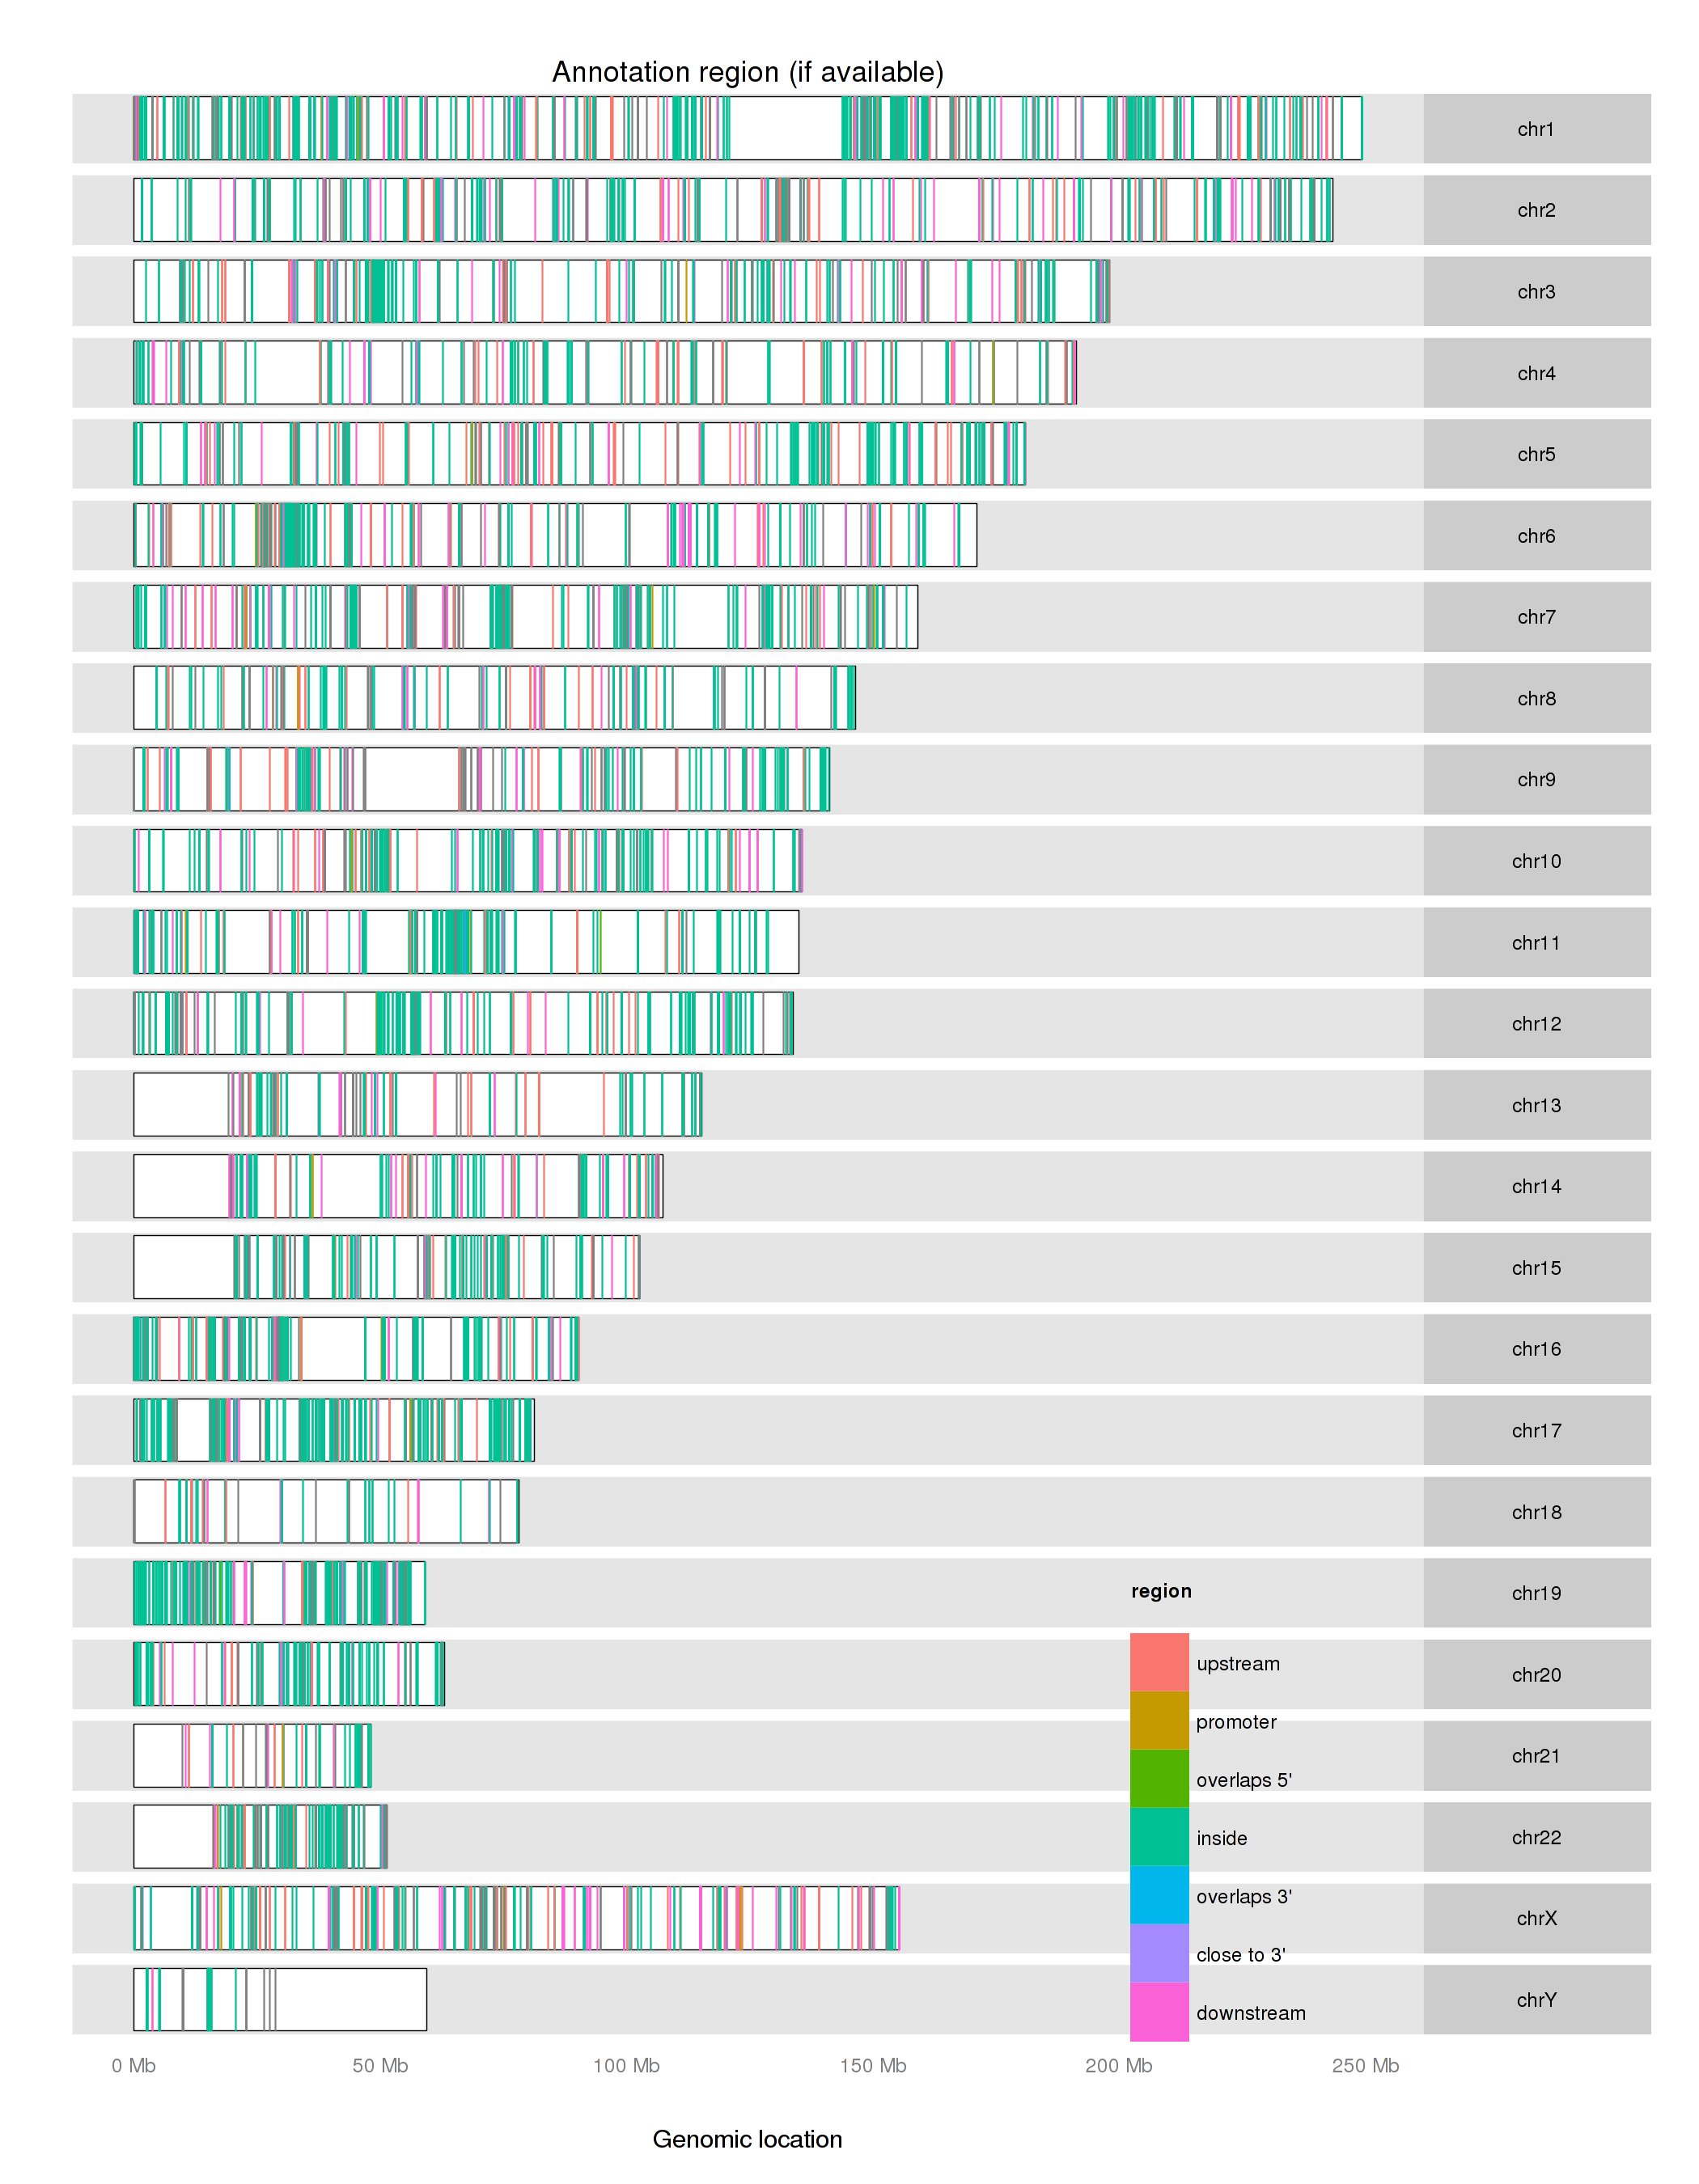 Annotation region (if available)
chr1
chr2
chr3
chr4
chr5
chr6
chr7
chr8
chr9
chr10
chr11
chr12
chr13
chr14
chr15
chr16
chr17
chr18
chr19
chr20
chr21
chr22
chrX
chrY
region
upstream
promoter
overlaps 5'
inside
overlaps 3'
close to 3'
downstream
0 Mb 50 Mb 100 Mb 150 Mb 200 Mb 250 Mb
Genomic location